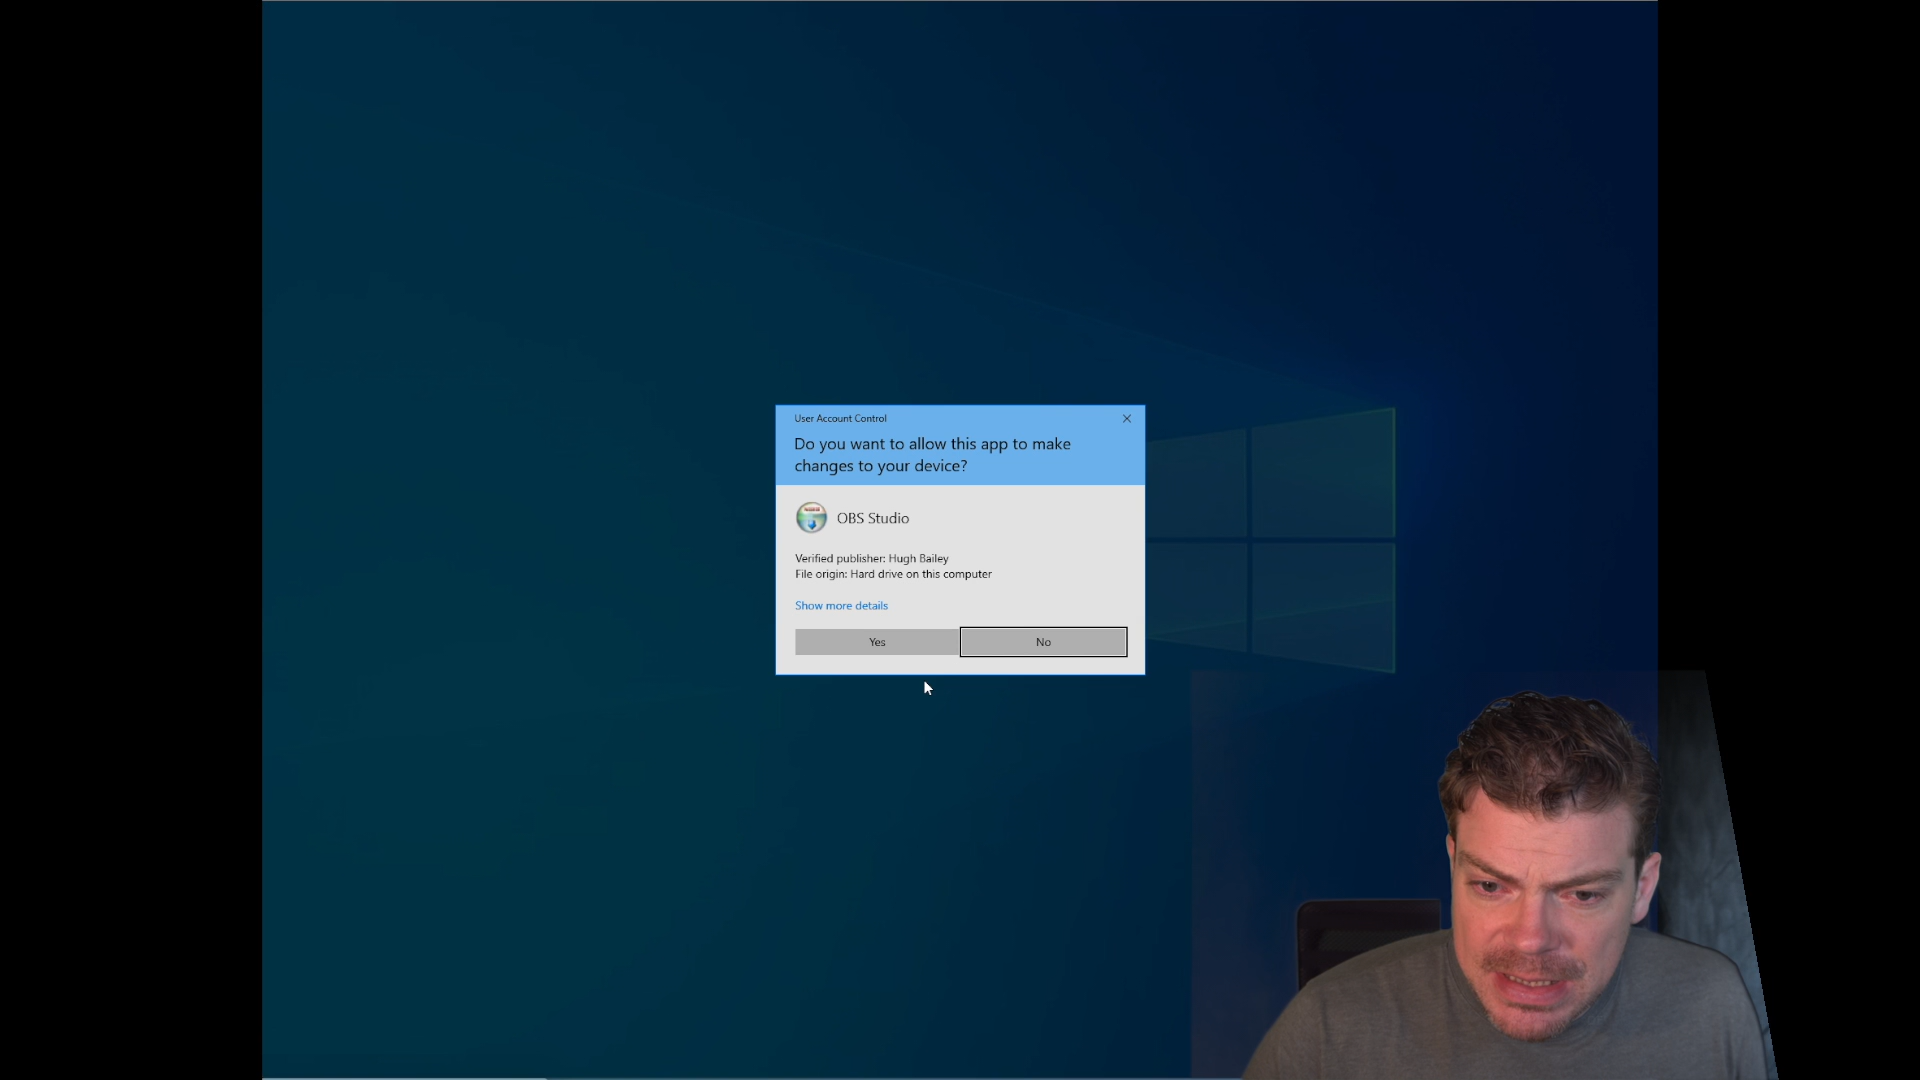 User Account Control
Do you want to allow this app to make
changes to your device?
OBS Studio
Verified publisher: Hugh Bailey
File origin: Hard drive on this computer
Show more details
Yes
No